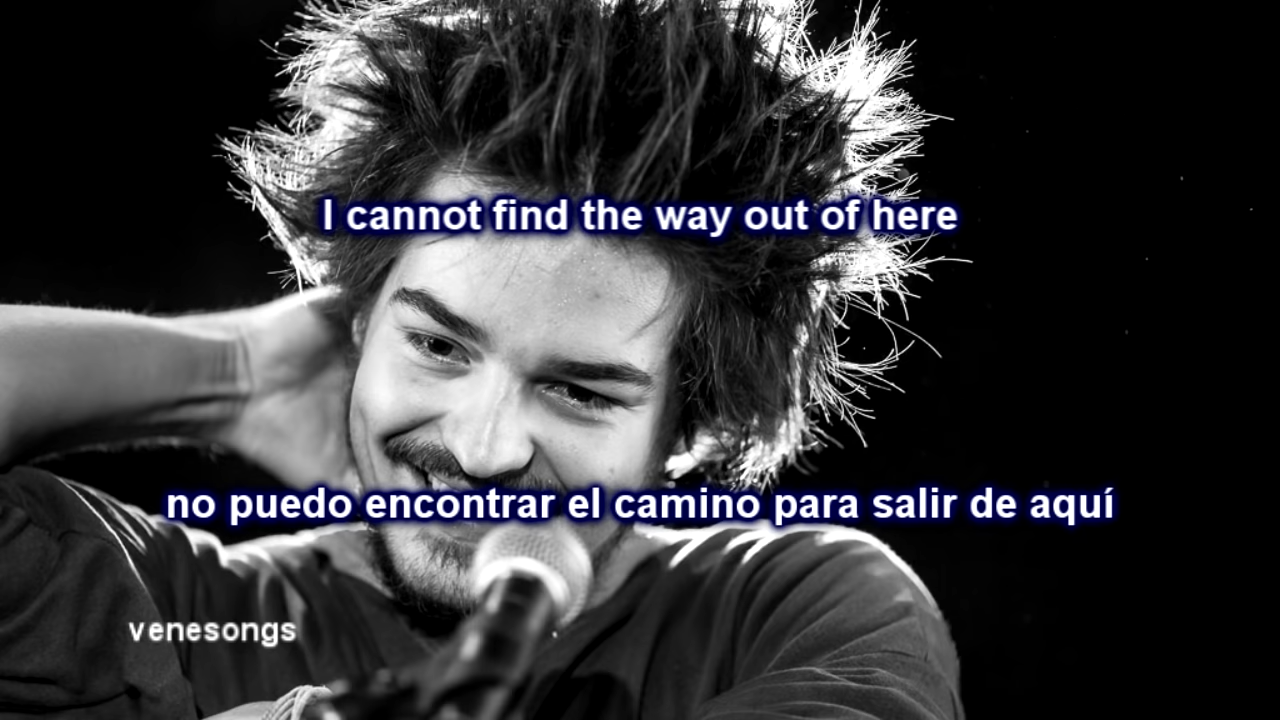 I cannot find the way out of here
no puedo encontrar el camino para salir de aquí
venesongs